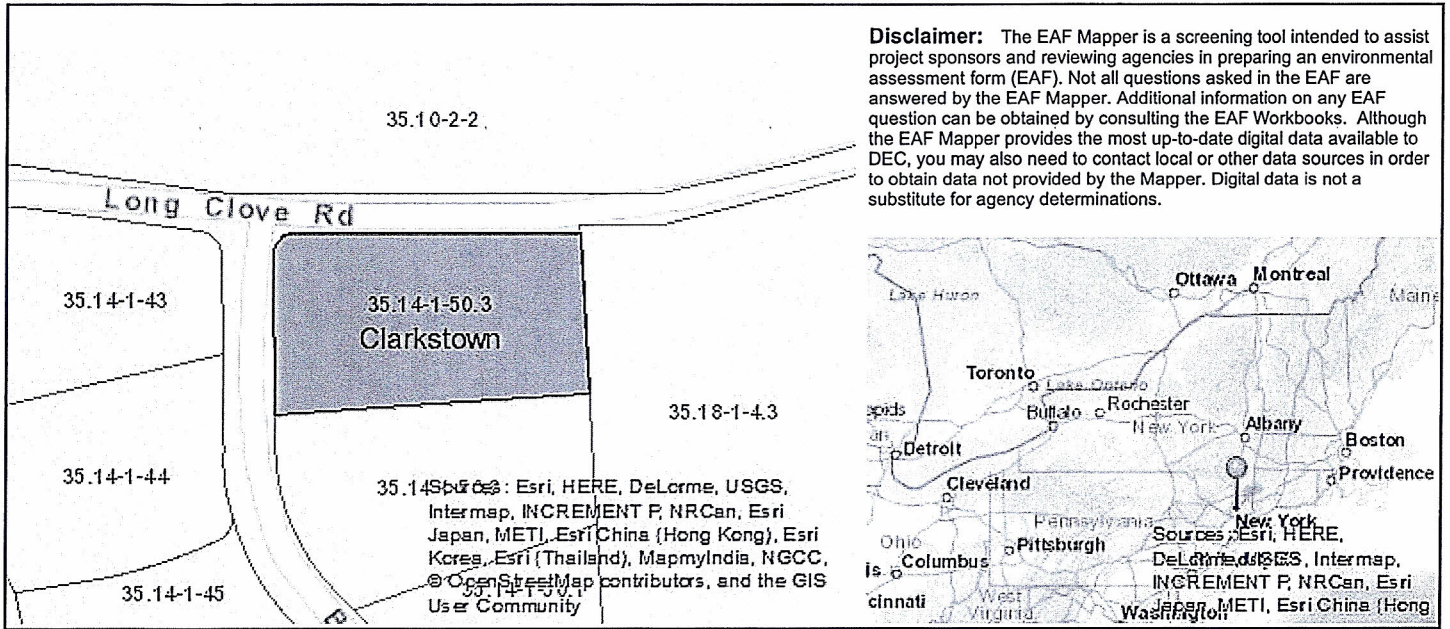 35.10-2-2
Long Clove Rd
35.14-1-43
35.14-1-50.3
Clarkstown
35.18-1-4.3
35.14-1-44
35.14-1-45
Sources: Esri, HERE, DeLorme, USGS,
Intermap, INCREMENT P, NRCan, Esri
Japan, METI, Esri China (Hong Kong), Esri
Korea, Esri (Thailand), MapmyIndia, NGCC,
© OpenStreetMap contributors, and the GIS
User Community
Disclaimer: The EAF Mapper is a screening tool intended to assist
project sponsors and reviewing agencies in preparing an environmental
assessment form (EAF). Not all questions asked in the EAF are
answered by the EAF Mapper. Additional information on any EAF
question can be obtained by consulting the EAF Workbooks. Although
the EAF Mapper provides the most up-to-date digital data available to
DEC, you may also need to contact local or other data sources in order
to obtain data not provided by the Mapper. Digital data is not a
substitute for agency determinations.
Ottawa
Montreal
Lake Huron
Maine
Toronto
Lake Ontario
apids
Buffalo
Rochester
New York
Albany
Boston
Detroit
Providence
Cleveland
Pennsylvania
New York
Ohio
Pittsburgh
is
Columbus
cinnati
West
Virginia
Washington
Sources: Esri, HERE,
DeLorme, USGS, Intermap,
INCREMENT P, NRCan, Esri
Japan, METI, Esri China (Hong